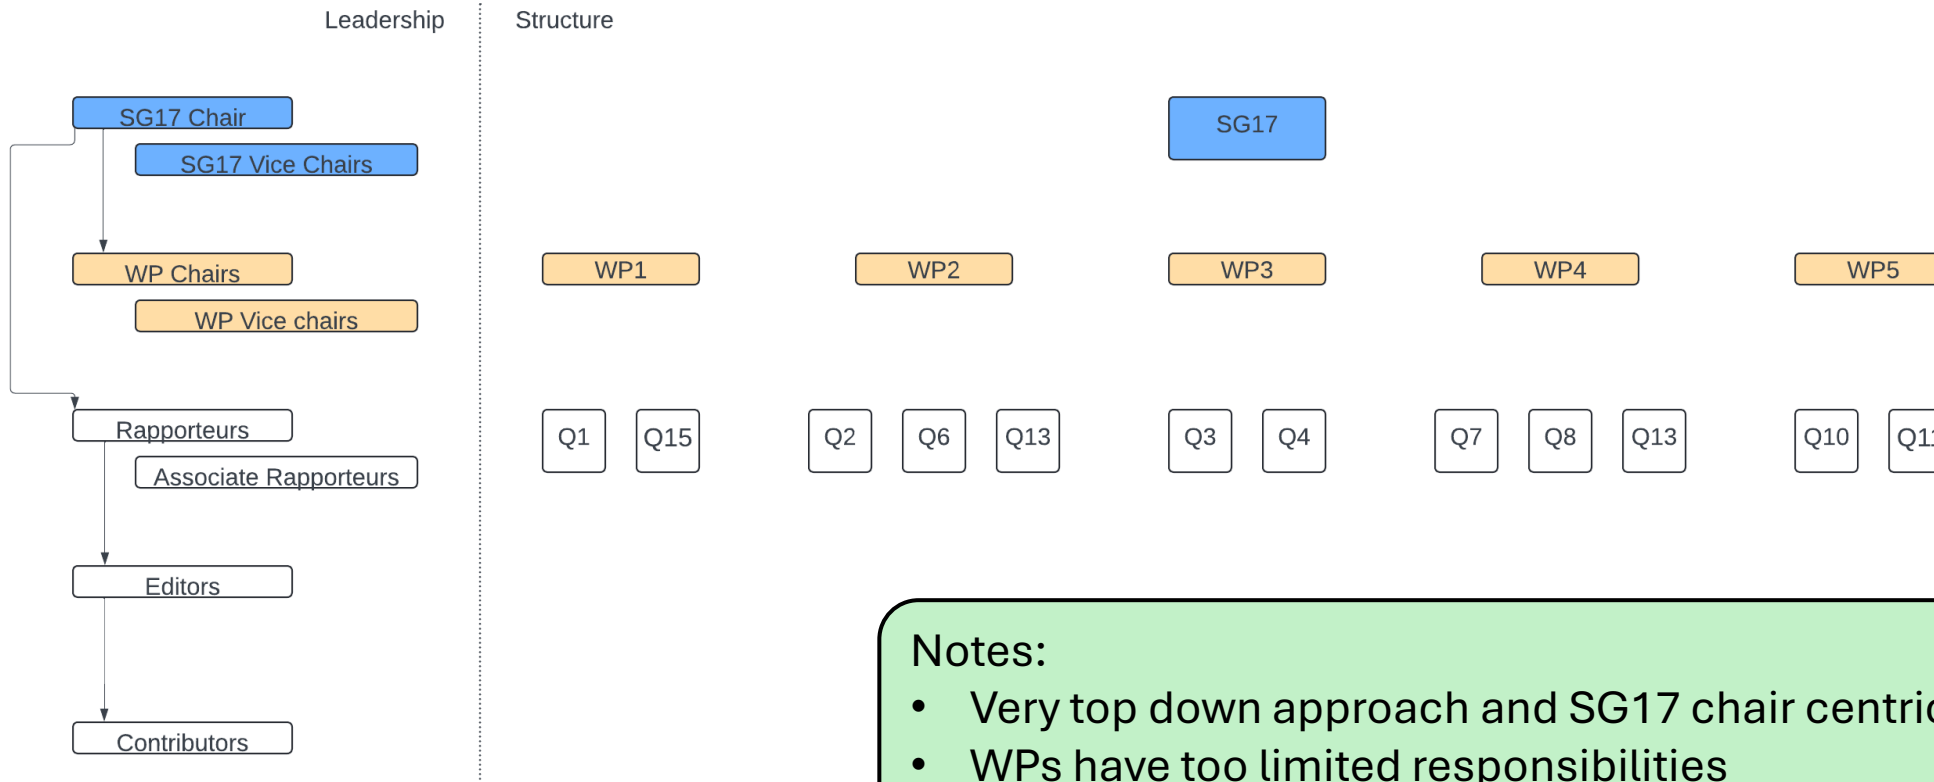 Leadership
Structure
SG17 Chair
SG17 Vice Chairs
SG17
WP Chairs
WP Vice chairs
WP1
WP2
WP3
WP4
WP5
Rapporteurs
Associate Rapporteurs
Q1
Q15
Q2
Q6
Q13
Q3
Q4
Q7
Q8
Q13
Q10
Q11
Editors
Contributors
Notes:
• Very top down approach and SG17 chair centric
• WPs have too limited responsibilities